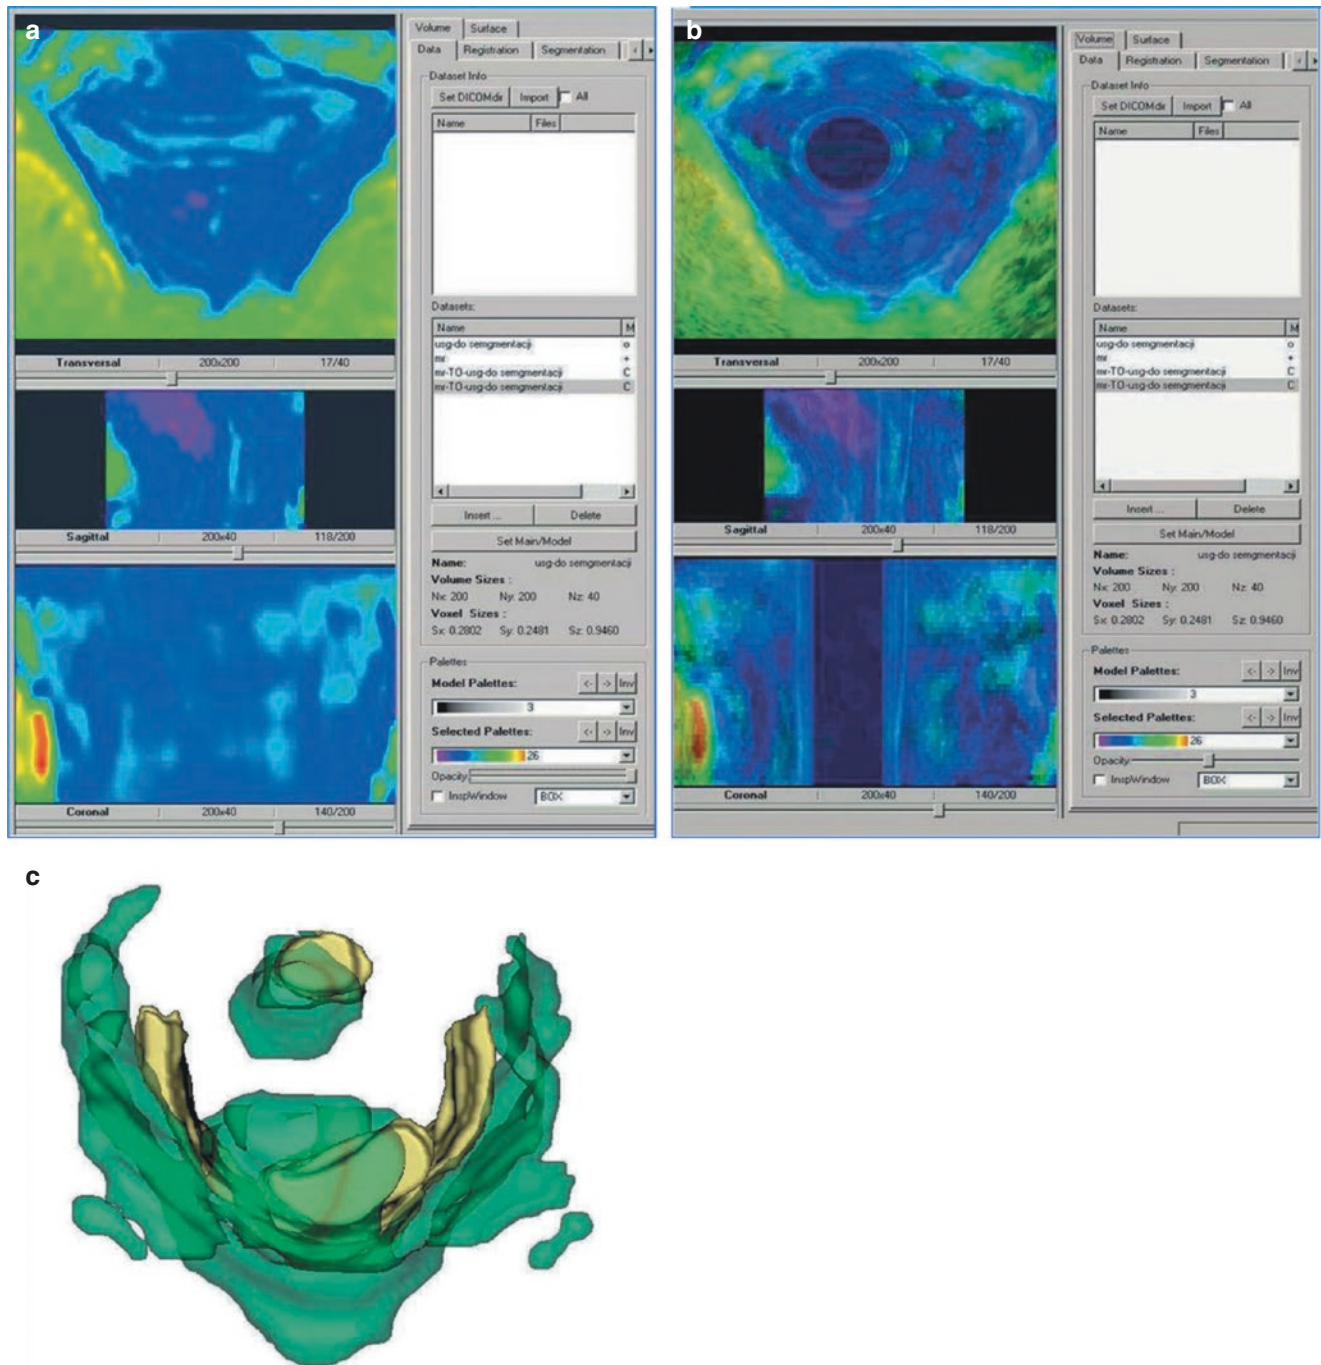 a
Volume Surface
Data Registration Segmentation
Dataset Info
Set DICOMdir Import All
Name Files
Datasets:
Name M
usg-do semgmentacji o
mr +
mr-TO-usg-do semgmentacji C
mr-TO-usg-do semgmentacji C
Insert ... Delete
Set Main/Model
Name: usg-do semgmentacji
Volume Sizes :
Nx: 200 Ny: 200 Nz: 40
Voxel Sizes :
Sx: 0.2802 Sy: 0.2481 Sz: 0.9460
Palettes
Model Palettes: <- -> Inv
3
Selected Palettes: <- -> Inv
26
Opacity:
InspWindow BOX
Transversal 200x200 17/40
Sagittal 200x40 118/200
Coronal 200x40 140/200
b
Volume Surface
Data Registration Segmentation
Dataset Info
Set DICOMdir Import All
Name Files
Datasets:
Name M
usg-do semgmentacji o
mr +
mr-TO-usg-do semgmentacji C
mr-TO-usg-do semgmentacji C
Insert ... Delete
Set Main/Model
Name: usg-do semgmentacji
Volume Sizes :
Nx: 200 Ny: 200 Nz: 40
Voxel Sizes :
Sx: 0.2802 Sy: 0.2481 Sz: 0.9460
Palettes
Model Palettes: <- -> Inv
3
Selected Palettes: <- -> Inv
26
Opacity:
InspWindow BOX
Transversal 200x200 17/40
Sagittal 200x40 118/200
Coronal 200x40 140/200
c